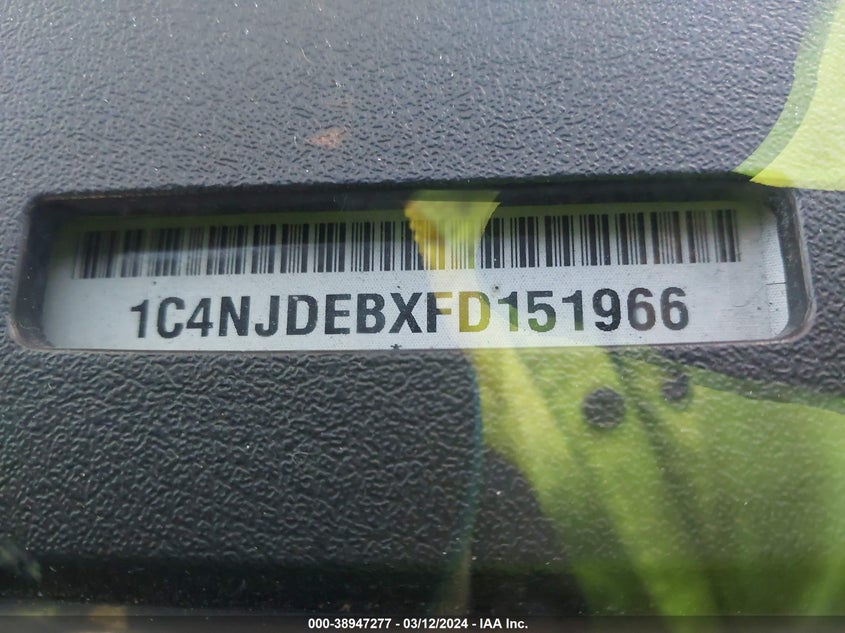 1C4NJDEBXFD151966
*
000-38947277 - 03/12/2024 - IAA Inc.